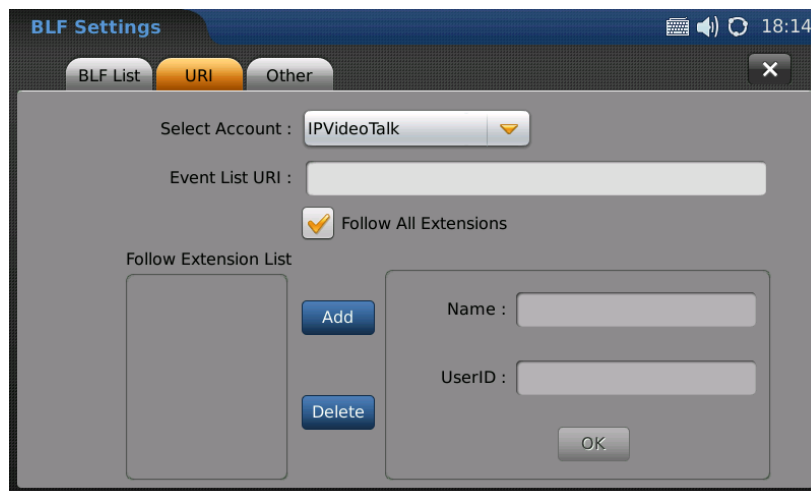 BLF Settings 18:14
BLF List URI Other
Select Account : IPVideoTalk
Event List URI :
Follow All Extensions
Follow Extension List
Add Name :
UserID :
Delete
OK